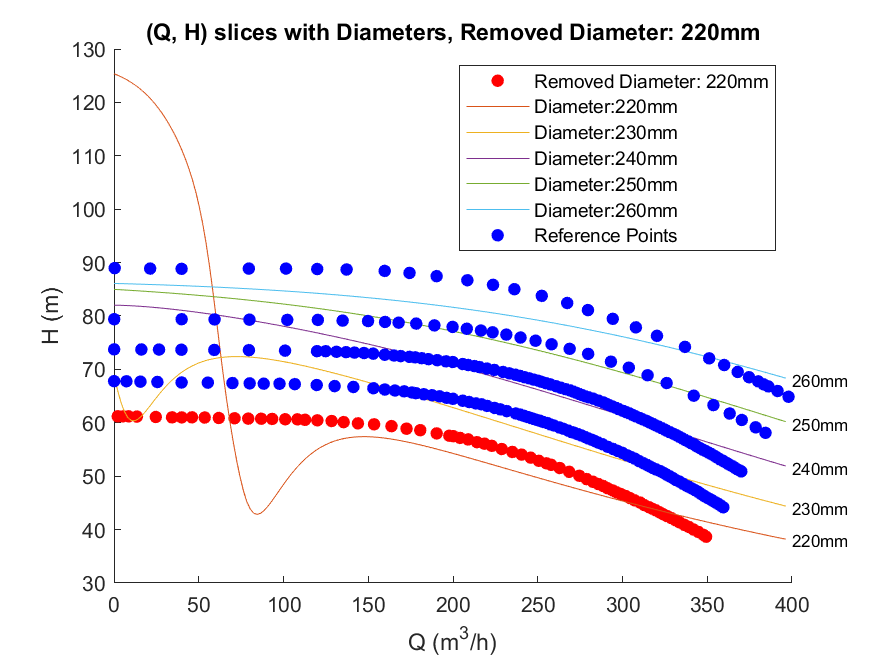 (Q, H) slices with Diameters, Removed Diameter: 220mm
130
120
110
100
90
80
70
60
50
40
30
H (m)
Removed Diameter: 220mm
Diameter:220mm
Diameter:230mm
Diameter:240mm
Diameter:250mm
Diameter:260mm
Reference Points
260mm
250mm
240mm
230mm
220mm
0 50 100 150 200 250 300 350 400
Q (m³/h)